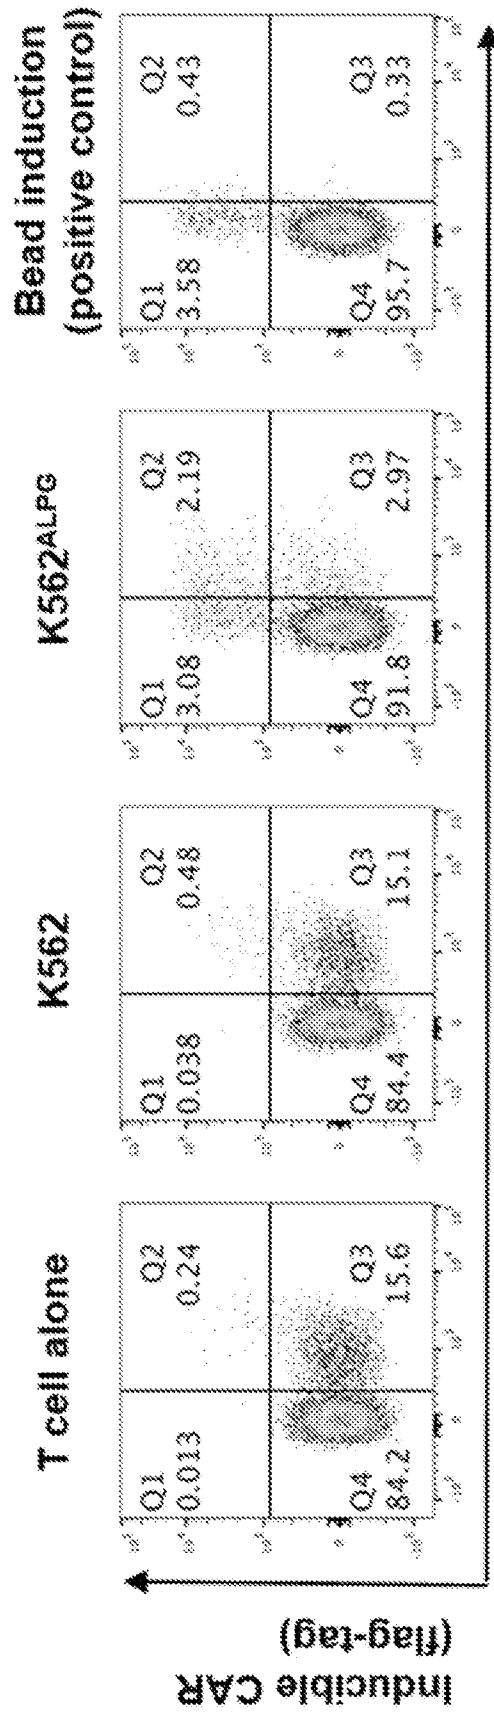 T cell alone
Q1
0.013
Q2
0.24
Q4
84.2
Q3
15.6
K562
Q1
0.038
Q2
0.48
Q4
84.4
Q3
15.1
K562ALPG
Q1
3.08
Q2
2.19
Q4
91.8
Q3
2.97
Bead induction
(positive control)
Q1
3.58
Q2
0.43
Q4
95.7
Q3
0.33
Inducible CAR
(flag-tag)